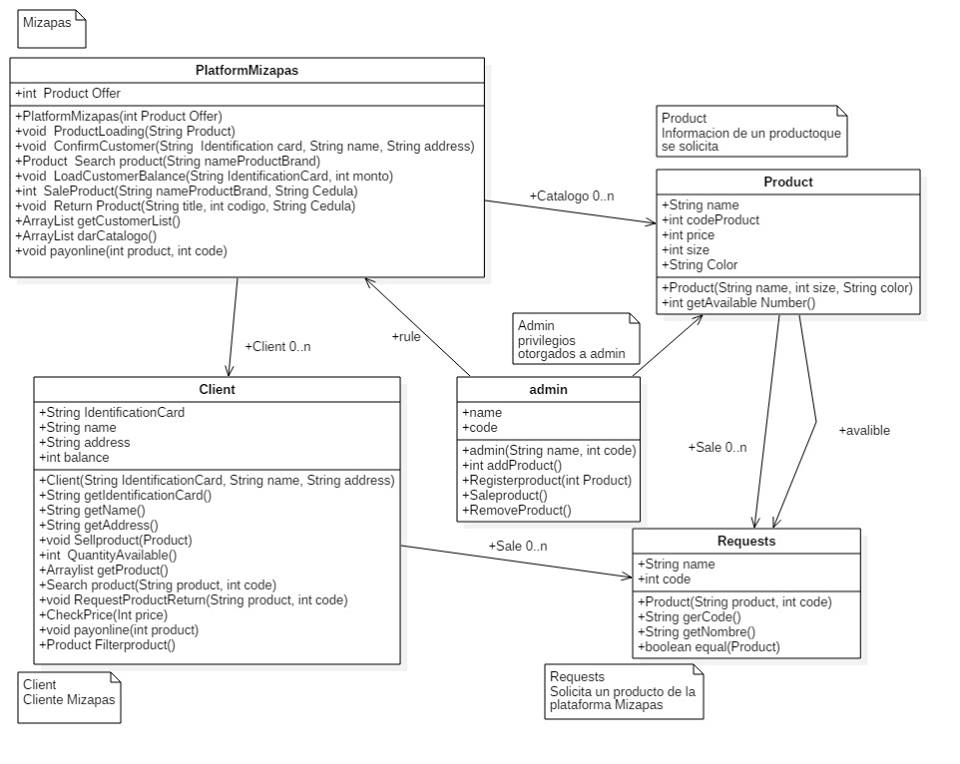 Mizapas
PlatformMizapas
+int  Product Offer
+PlatformMizapas(int Product Offer)
+void  ProductLoading(String Product)
+void  ConfirmCustomer(String  Identification card, String name, String address)
+Product  Search product(String nameProductBrand)
+void  LoadCustomerBalance(String IdentificationCard, int monto)
+int  SaleProduct(String nameProductBrand, String Cedula)
+void  Return Product(String title, int codigo, String Cedula)
+ArrayList getCustomerList()
+ArrayList darCatalogo()
+void payonline(int product, int code)
+Catalogo 0..n
Product
Informacion de un productoque
se solicita
Product
+String name
+int codeProduct
+int price
+int size
+String Color
+Product(String name, int size, String color)
+int getAvailable Number()
+Client 0..n
+rule
Admin
privilegios
otorgados a admin
Client
+String IdentificationCard
+String name
+String address
+int balance
+Client(String IdentificationCard, String name, String address)
+String getIdentificationCard()
+String getName()
+String getAddress()
+void Sellproduct(Product)
+int  QuantityAvailable()
+Arraylist getProduct()
+Search product(String product, int code)
+void RequestProductReturn(String product, int code)
+CheckPrice(Int price)
+void payonline(int product)
+Product Filterproduct()
admin
+name
+code
+admin(String name, int code)
+int addProduct()
+Registerproduct(int Product)
+Saleproduct()
+RemoveProduct()
+Sale 0..n
+avalible
+Sale 0..n
Requests
+String name
+int code
+Product(String product, int code)
+String gerCode()
+String getNombre()
+boolean equal(Product)
Client
Cliente Mizapas
Requests
Solicita un producto de la
plataforma Mizapas